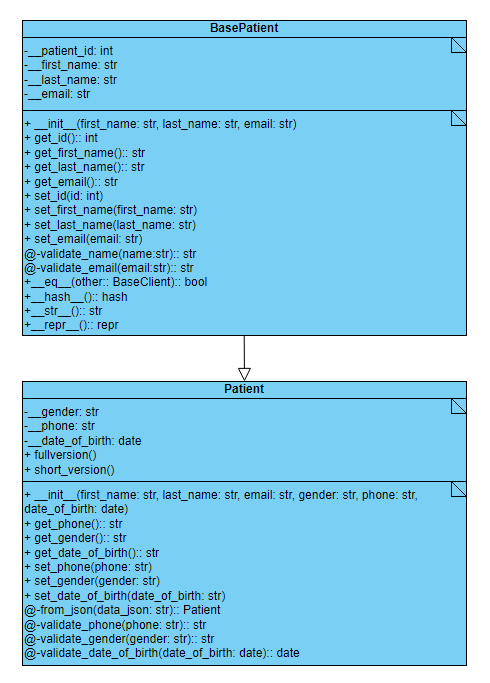 BasePatient
-__patient_id: int
-__first_name: str
-__last_name: str
-__email: str
+ __init__(first_name: str, last_name: str, email: str)
+ get_id():: int
+ get_first_name():: str
+ get_last_name():: str
+ get_email():: str
+ set_id(id: int)
+ set_first_name(first_name: str)
+ set_last_name(last_name: str)
+ set_email(email: str)
@-validate_name(name:str):: str
@-validate_email(email:str):: str
+__eq__(other:: BaseClient):: bool
+__hash__():: hash
+__str__():: str
+__repr__():: repr
Patient
-__gender: str
-__phone: str
-__date_of_birth: date
+ fullversion()
+ short_version()
+ __init__(first_name: str, last_name: str, email: str, gender: str, phone: str,
date_of_birth: date)
+ get_phone():: str
+ get_gender():: str
+ get_date_of_birth():: str
+ set_phone(phone: str)
+ set_gender(gender: str)
+ set_date_of_birth(date_of_birth: str)
@-from_json(data_json: str):: Patient
@-validate_phone(phone: str):: str
@-validate_gender(gender: str):: str
@-validate_date_of_birth(date_of_birth: date):: date